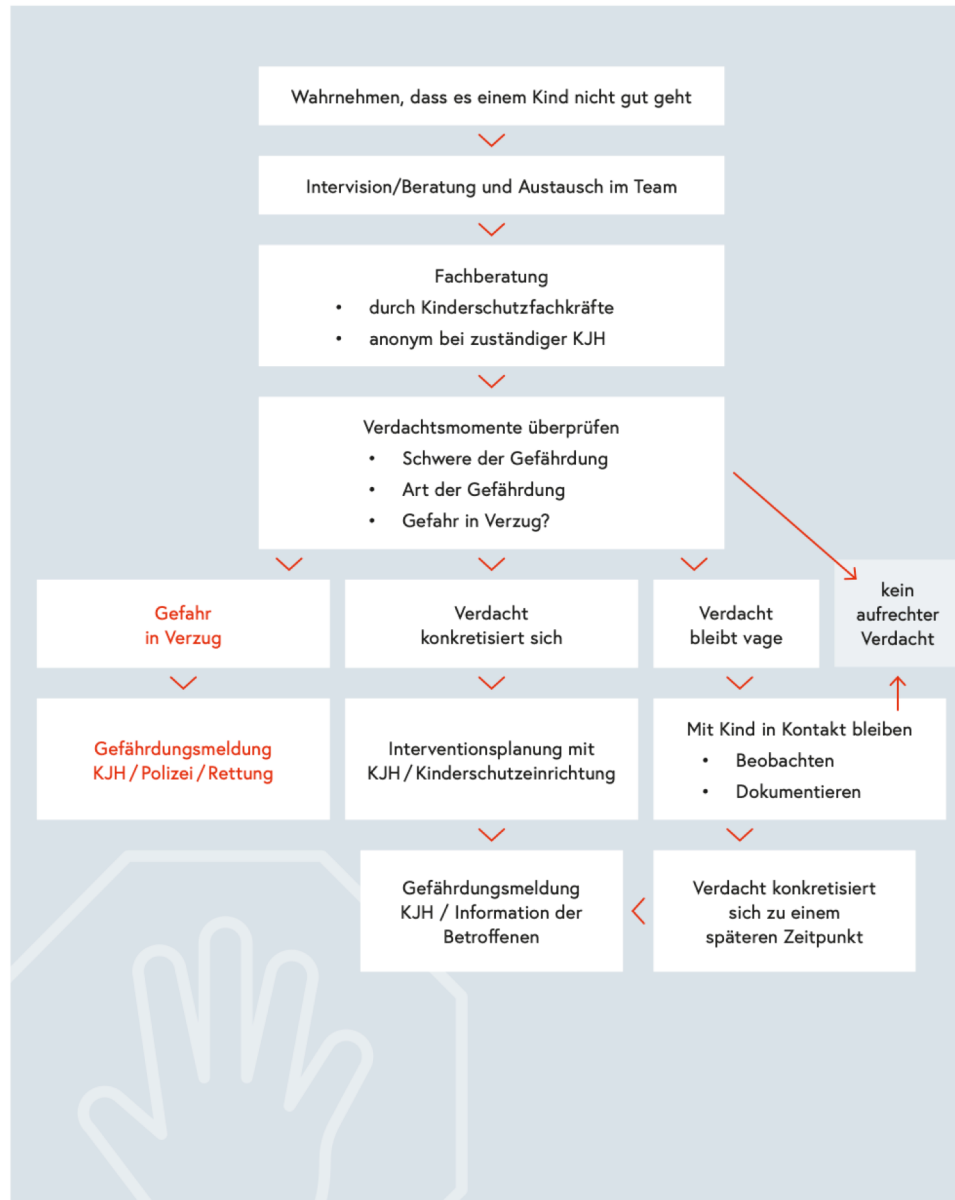 Wahrnehmen, dass es einem Kind nicht gut geht
Intervision/Beratung und Austausch im Team
Fachberatung
• durch Kinderschutzfachkräfte
• anonym bei zuständiger KJH
Verdachtsmomente überprüfen
• Schwere der Gefährdung
• Art der Gefährdung
• Gefahr in Verzug?
Gefahr
in Verzug
Verdacht
konkretisiert sich
Verdacht
bleibt vage
kein
aufrechter
Verdacht
Gefährdungsmeldung
KJH / Polizei / Rettung
Interventionsplanung mit
KJH / Kinderschutzeinrichtung
Mit Kind in Kontakt bleiben
• Beobachten
• Dokumentieren
Gefährdungsmeldung
KJH / Information der
Betroffenen
Verdacht konkretisiert
sich zu einem
späteren Zeitpunkt